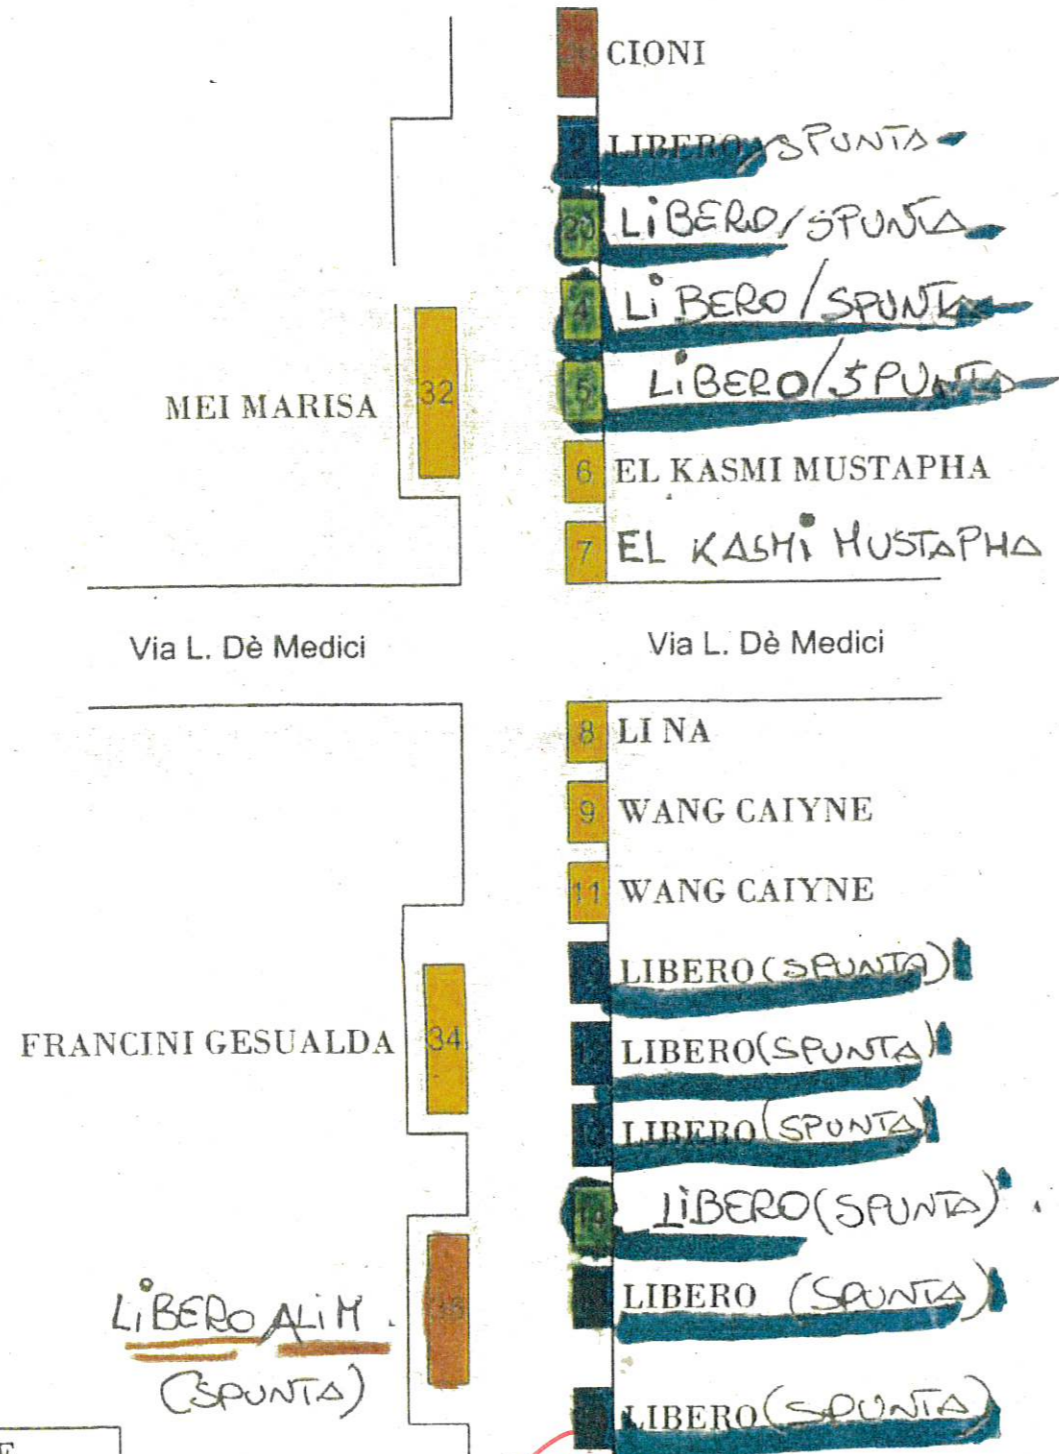 CIONI
2 LIBERO/SPUNTA
20 LiBERO/SPUNTA
4 LiBERO/SPUNTA
5 LiBERO/SPUNTA
MEI MARISA 32
6 EL KASMI MUSTAPHA
7 EL KASMi MUSTAPHA
Via L. Dè Medici Via L. Dè Medici
8 LI NA
9 WANG CAIYNE
11 WANG CAIYNE
LIBERO (SPUNTA)
FRANCINI GESUALDA 34
LIBERO (SPUNTA)
LIBERO (SPUNTA)
14 LiBERO (SPUNTA)
LIBERO (SPUNTA)
LiBERO ALiM.
(SPUNTA)
LIBERO (SPUNTA)